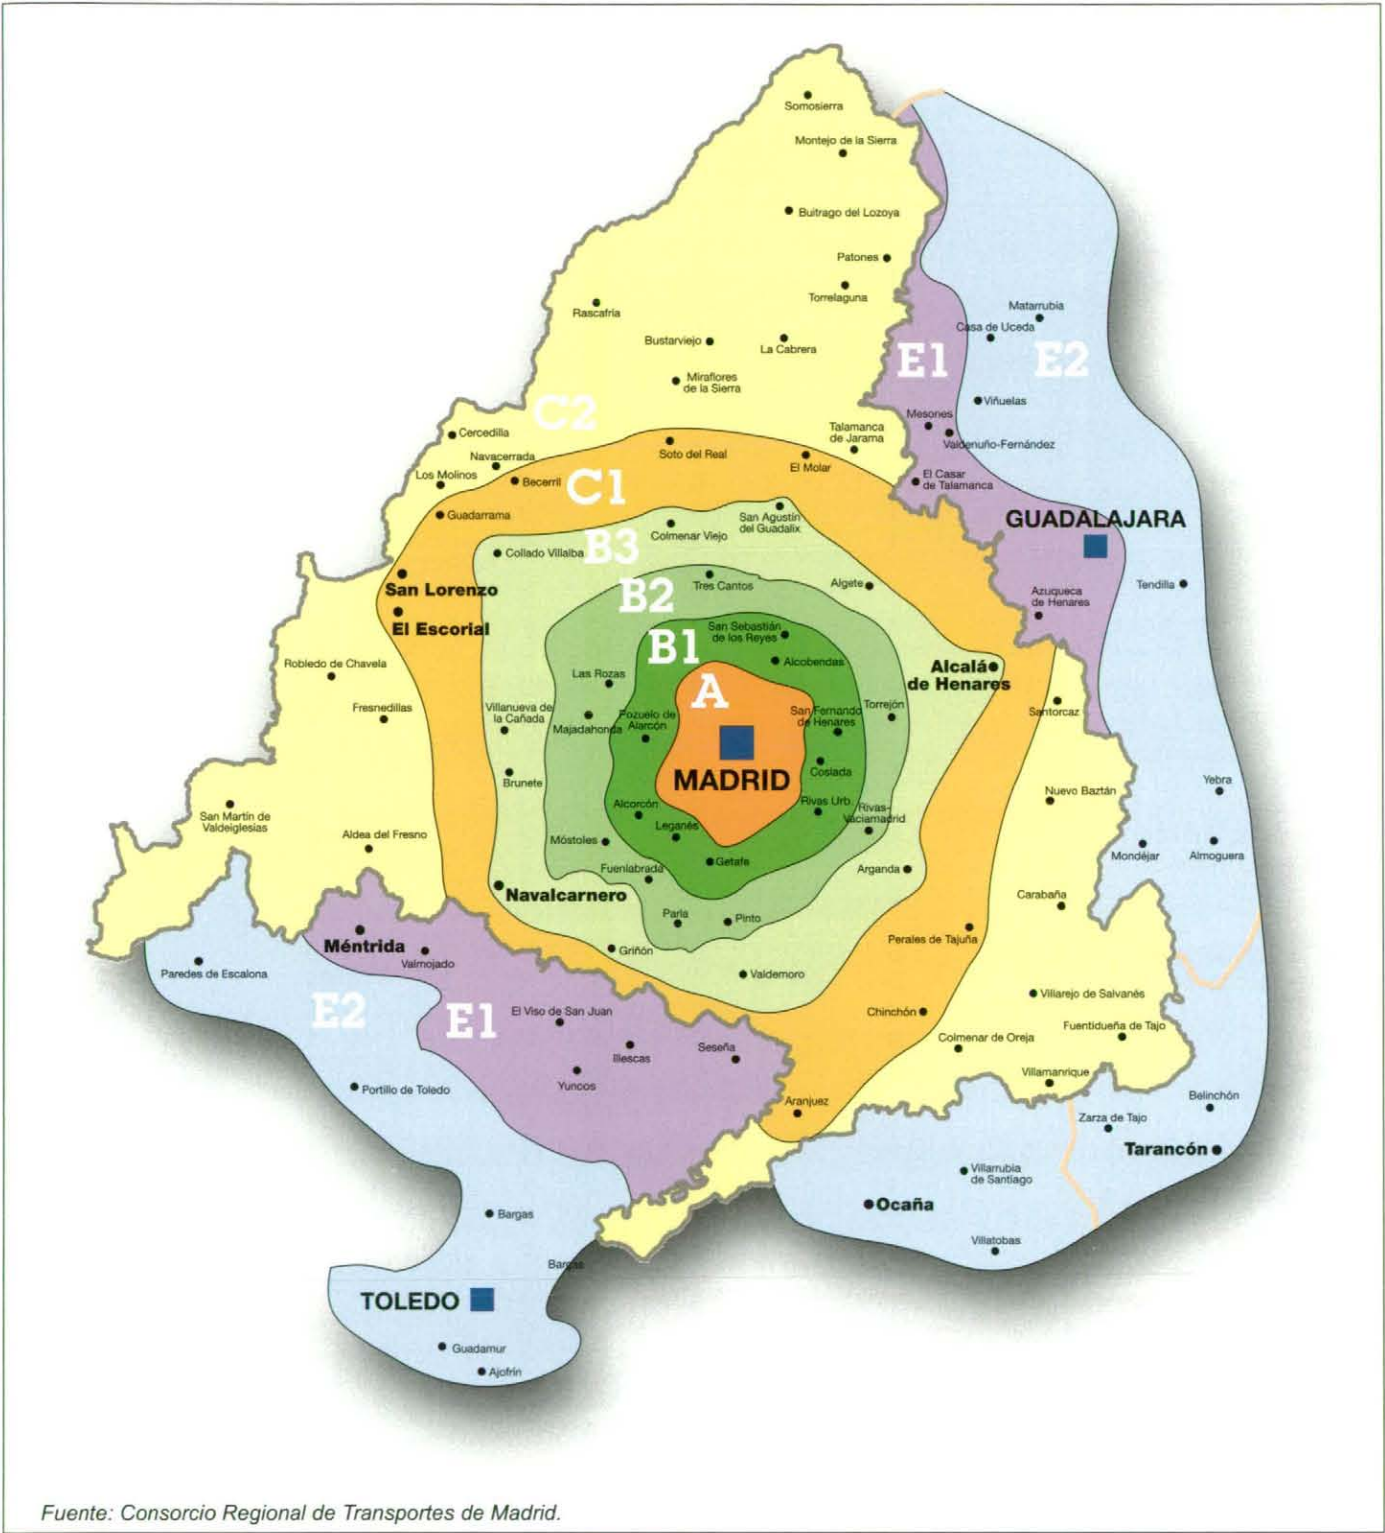 Somosierra
Montejo de la Sierra
Buitrago del Lozoya
Patones
Torrelaguna
Rascafría
Matarrubia
Casa de Uceda
Bustarviejo
La Cabrera
E1
E2
Miraflores
de la Sierra
Viñuelas
C2
Mesones
Cercedilla
Talamanca
de Jarama
Valdenuño-Fernández
Soto del Real
Navacerrada
El Molar
Los Molinos
Becerril
C1
El Casar
de Talamanca
Guadarrama
San Agustín
del Guadalix
GUADALAJARA
Colmenar Viejo
Collado Villalba
B3
San Lorenzo
Tres Cantos
Algete
Tendilla
B2
Azuqueca
de Henares
El Escorial
San Sebastián
de los Reyes
B1
Alcobendas
Robledo de Chavela
Alcalá
de Henares
Las Rozas
A
Fresnedillas
Villanueva de
la Cañada
Pozuelo de
Alarcón
San Fernando
de Henares
Torrejón
Santorcaz
Majadahonda
MADRID
Coslada
Brunete
Yebra
Nuevo Baztán
San Martín de
Valdeiglesias
Alcorcón
Rivas Urb.
Rivas-
Vaciamadrid
Leganés
Aldea del Fresno
Móstoles
Mondéjar
Almoguera
Getafe
Fuenlabrada
Arganda
Navalcarnero
Carabaña
Parla
Pinto
Méntrida
Perales de Tajuña
Griñón
Valmojado
Paredes de Escalona
Valdemoro
Villarejo de Salvanés
E2
E1
El Viso de San Juan
Chinchón
Fuentidueña de Tajo
Colmenar de Oreja
Illescas
Seseña
Villamanrique
Yuncos
Portillo de Toledo
Aranjuez
Belinchón
Zarza de Tajo
Tarancón
Villarrubia
de Santiago
Ocaña
Bargas
Villatobas
Bargas
TOLEDO
Guadamur
Ajofrín
Fuente: Consorcio Regional de Transportes de Madrid.